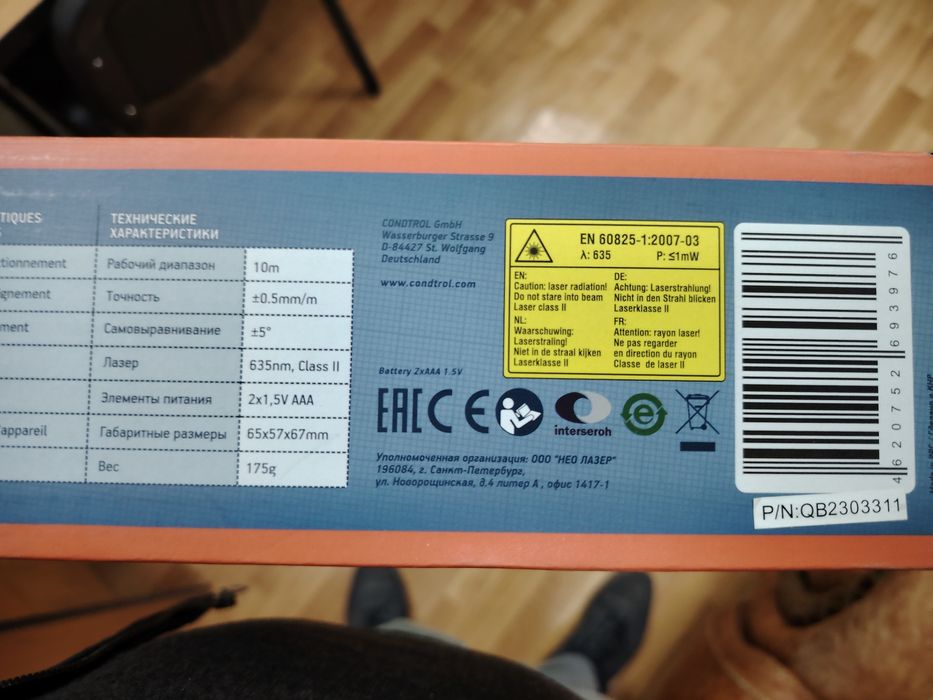 TIQUES
ТЕХНИЧЕСКИЕ
ХАРАКТЕРИСТИКИ
Рабочий диапазон 10m
Точность ±0.5mm/m
Самовыравнивание ±5°
Лазер 635nm, Class II
Элементы питания 2x1,5V AAA
Габаритные размеры 65x57x67mm
Вес 175g
CONDTROL GmbH
Wasserburger Strasse 9
D-84427 St. Wolfgang
Deutschland
www.condtrol.com
EN 60825-1:2007-03
λ: 635 P: ≤1mW
EN:
Caution: laser radiation!
Do not stare into beam
Laser class II
DE:
Achtung: Laserstrahlung!
Nicht in den Strahl blicken
Laserklasse II
NL:
Waarschuwing:
Laserstraling!
Niet in de straal kijken
Laserklasse II
FR:
Attention: rayon laser!
Ne pas regarder
en direction du rayon
Classe de laser II
Battery 2xAAA 1.5V
EAC CE
interseroh
e
Уполномоченная организация: ООО "НЕО ЛАЗЕР"
196084, г. Санкт-Петербург,
ул. Новорощинская, д.4 литер А , офис 1417-1
4 620752 693976
P/N:QB2303311